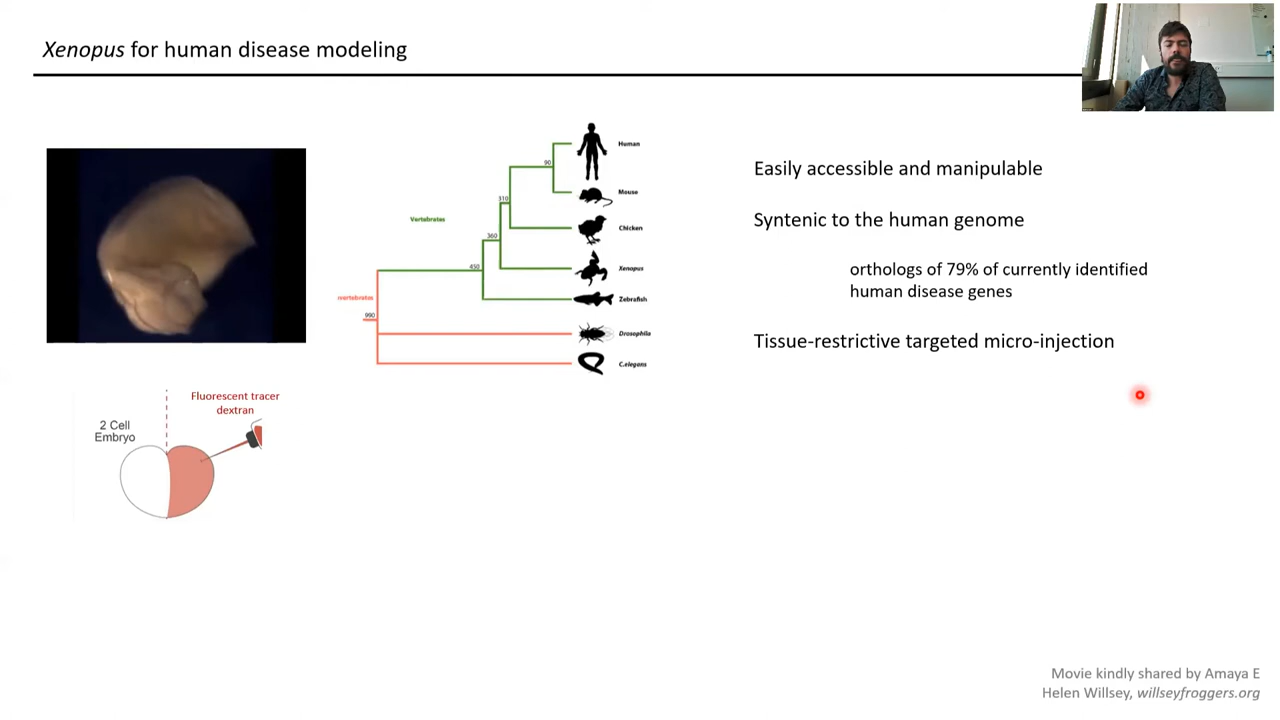 Xenopus for human disease modeling
Human
90
Mouse
310
Vertebrates
Chicken
360
450
Xenopus
nvertebrates
Zebrafish
990
Drosophila
C.elegans
Easily accessible and manipulable
Syntenic to the human genome
orthologs of 79% of currently identified
human disease genes
Tissue-restrictive targeted micro-injection
Fluorescent tracer
dextran
2 Cell
Embryo
Movie kindly shared by Amaya E
Helen Willsey, willseyfroggers.org